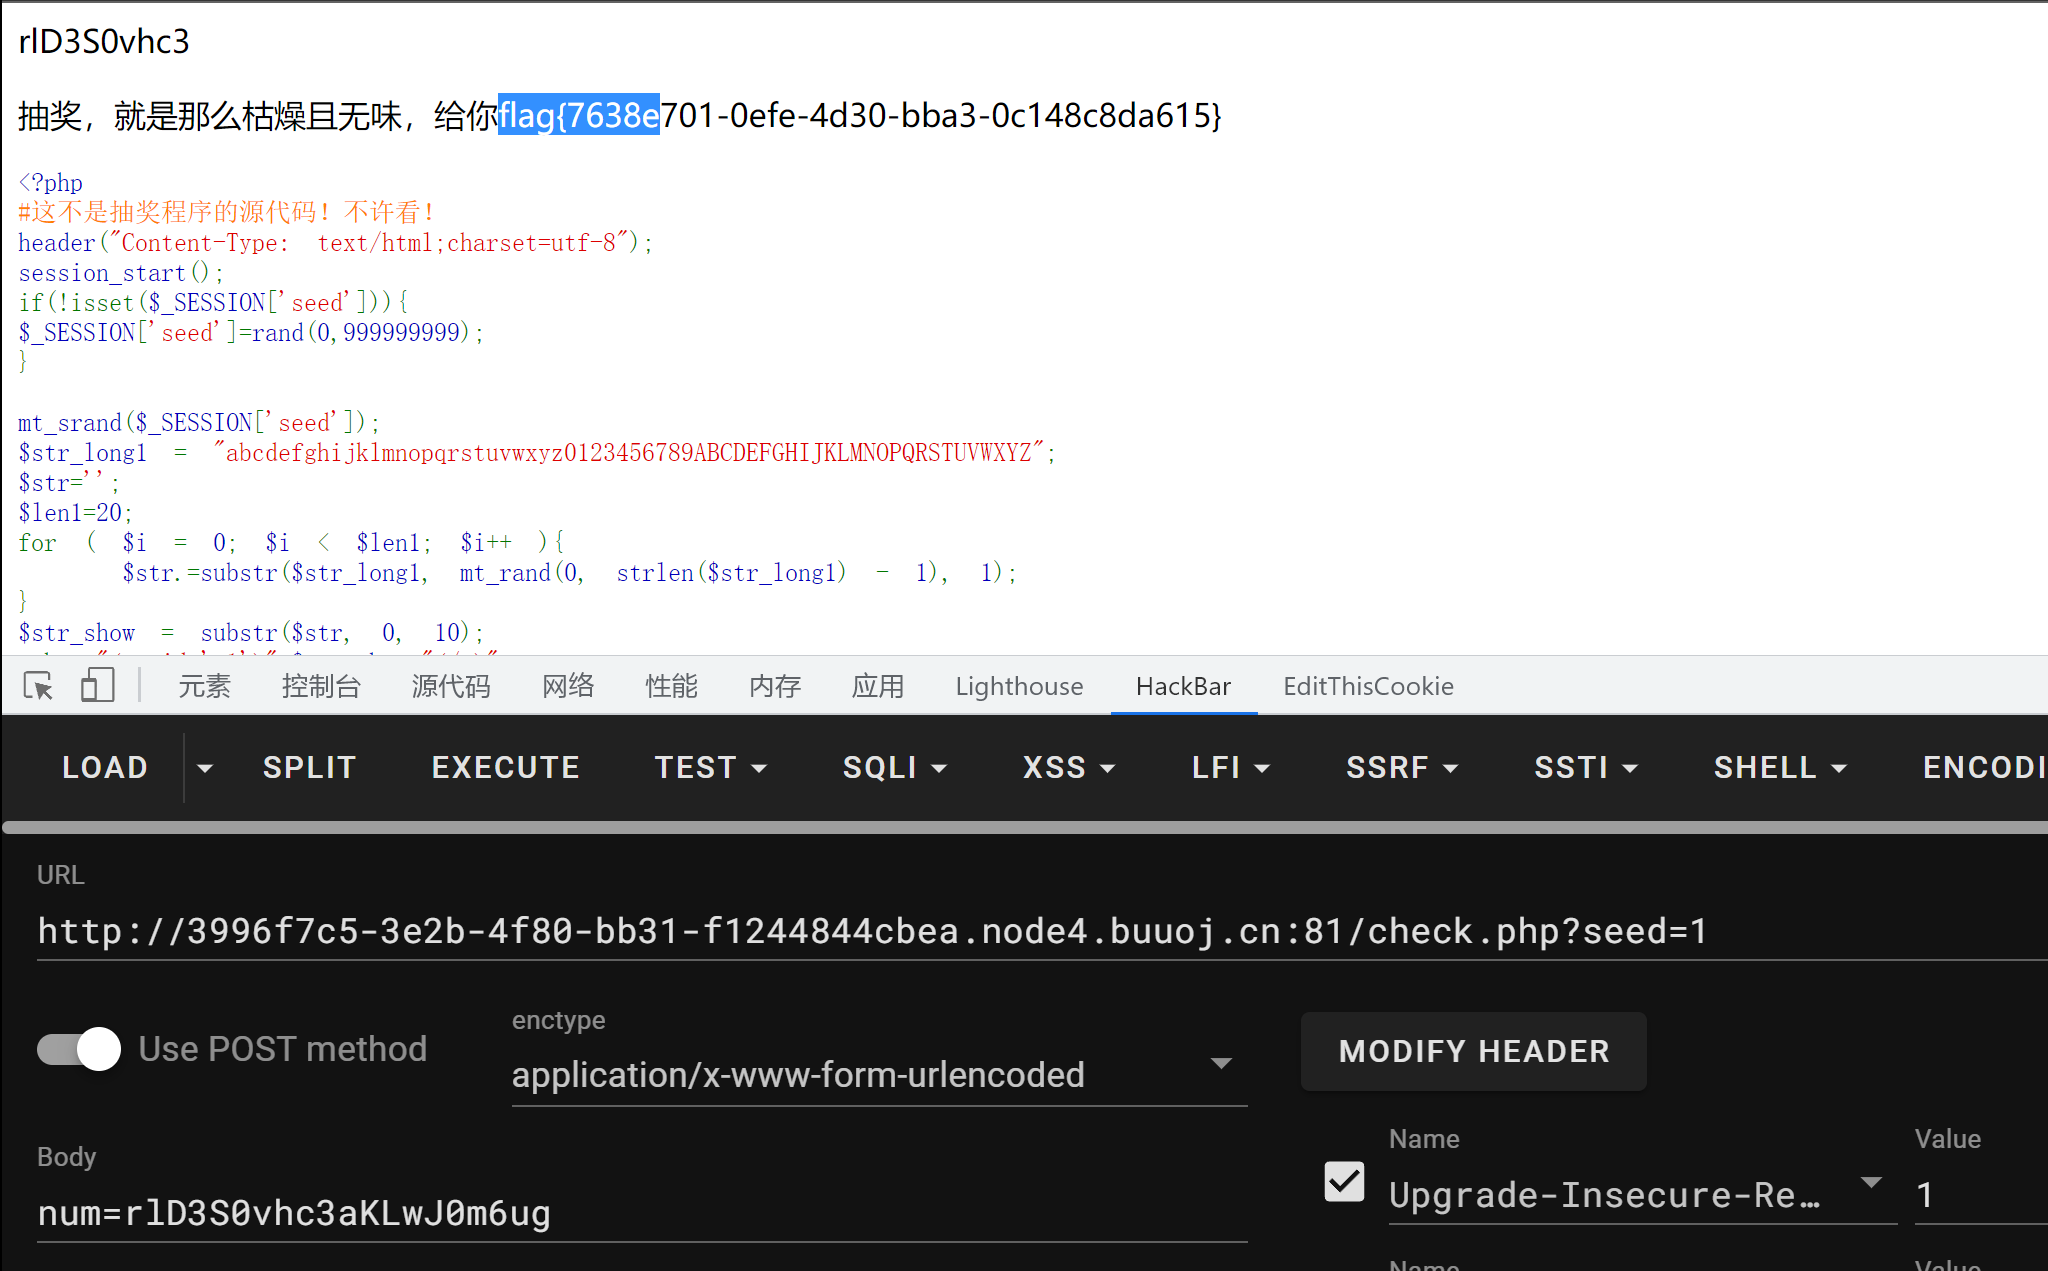 rlD3S0vhc3
抽奖，就是那么枯燥且无味，给你flag{7638e701-0efe-4d30-bba3-0c148c8da615}
<?php
#这不是抽奖程序的源代码！不许看！
header("Content-Type: text/html;charset=utf-8");
session_start();
if(!isset($_SESSION['seed'])){
$_SESSION['seed']=rand(0,999999999);
}
mt_srand($_SESSION['seed']);
$str_long1 = "abcdefghijklmnopqrstuvwxyz0123456789ABCDEFGHIJKLMNOPQRSTUVWXYZ";
$str='';
$len1=20;
for ( $i = 0; $i < $len1; $i++ ){
$str.=substr($str_long1, mt_rand(0, strlen($str_long1) - 1), 1);
}
$str_show = substr($str, 0, 10);
元素 控制台 源代码 网络 性能 内存 应用 Lighthouse HackBar EditThisCookie
LOAD SPLIT EXECUTE TEST SQLI XSS LFI SSRF SSTI SHELL ENCODI
URL
http://3996f7c5-3e2b-4f80-bb31-f1244844cbea.node4.buuoj.cn:81/check.php?seed=1
Use POST method
enctype
application/x-www-form-urlencoded
MODIFY HEADER
Body
num=rlD3S0vhc3aKLwJ0m6ug
Name Value
Upgrade-Insecure-Re… 1
Name Value